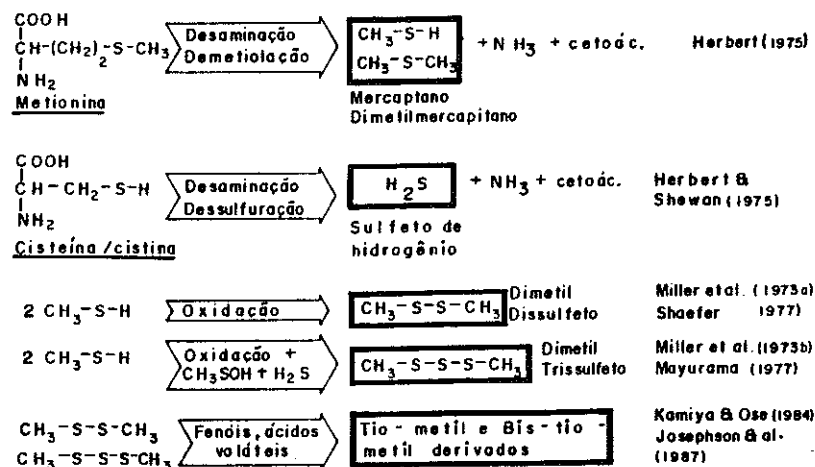 COOH
CH-(CH2)2-S-CH3
NH2
Metionina
Desaminação
Demetiolação
CH3-S-H
CH3-S-CH3
+ NH3 + cetoác.
Herbert (1975)
Mercaptano
Dimetilmercapitano
COOH
CH-CH2-S-H
NH2
Cisteína/cistina
Desaminação
Dessulfuração
H2S
+ NH3 + cetoác.
Herbert &
Shewan (1975)
Sulfeto de
hidrogênio
2 CH3-S-H
Oxidação
CH3-S-S-CH3
Dimetil
Dissulfeto
Miller et al. (1973a)
Shaefer 1977)
2 CH3-S-H
Oxidação +
CH3SOH + H2S
CH3-S-S-S-CH3
Dimetil
Trissulfeto
Miller et al. (1973b)
Mayurama (1977)
CH3-S-S-CH3
CH3-S-S-S-CH3
Fenóis, ácidos
voláteis
Tio-metil e Bis-tio-
metil derivados
Kamiya & Ose (1984)
Josephson & al.
(1987)